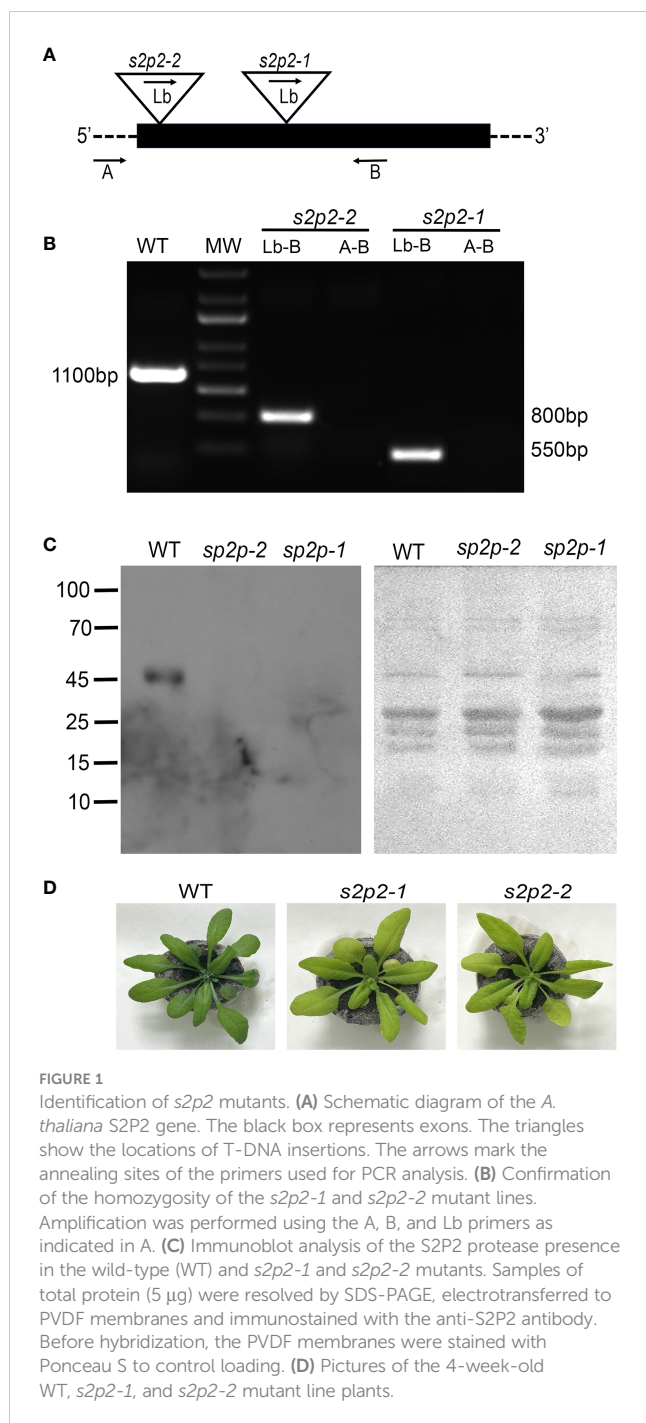 A
s2p2-2 s2p2-1
Lb Lb
5' 3'
A B
s2p2-2 s2p2-1
B WT MW Lb-B A-B Lb-B A-B
1100bp
800bp
550bp
C
WT sp2p-2 sp2p-1 WT sp2p-2 sp2p-1
100
70
45
25
15
10
D WT s2p2-1 s2p2-2
FIGURE 1
Identification of s2p2 mutants. (A) Schematic diagram of the A.
thaliana S2P2 gene. The black box represents exons. The triangles
show the locations of T-DNA insertions. The arrows mark the
annealing sites of the primers used for PCR analysis. (B) Confirmation
of the homozygosity of the s2p2-1 and s2p2-2 mutant lines.
Amplification was performed using the A, B, and Lb primers as
indicated in A. (C) Immunoblot analysis of the S2P2 protease presence
in the wild-type (WT) and s2p2-1 and s2p2-2 mutants. Samples of
total protein (5 μg) were resolved by SDS-PAGE, electrotransferred to
PVDF membranes and immunostained with the anti-S2P2 antibody.
Before hybridization, the PVDF membranes were stained with
Ponceau S to control loading. (D) Pictures of the 4-week-old
WT, s2p2-1, and s2p2-2 mutant line plants.